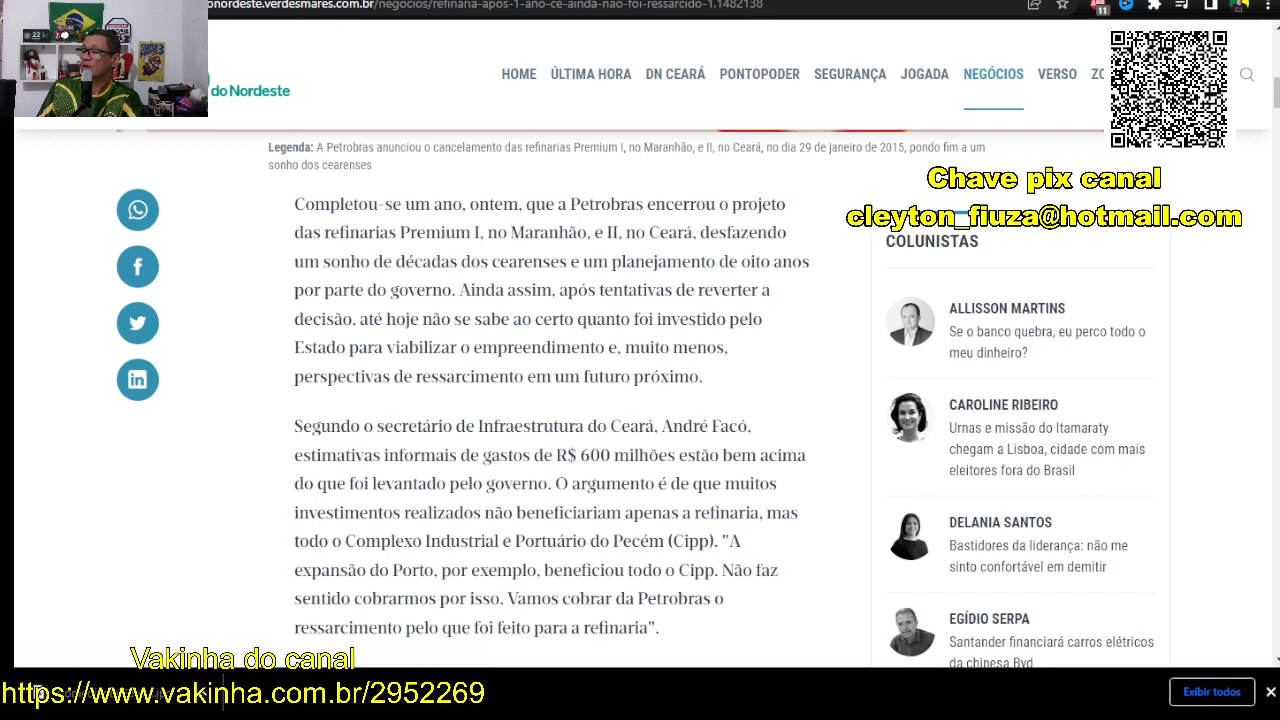 onordeste.verdesmares.com.br/negocios/refinaria-apos-1-ano-ce-ainda-nao-foi-ressarcido-1.1482138
22
SUPER
do Nordeste
HOME ÚLTIMA HORA DN CEARÁ PONTOPODER SEGURANÇA JOGADA NEGÓCIOS VERSO ZO
Legenda: A Petrobras anunciou o cancelamento das refinarias Premium I, no Maranhão, e II, no Ceará, no dia 29 de janeiro de 2015, pondo fim a um
sonho dos cearenses
Chave pix canal
cleyton_fiuza@hotmail.com
Completou-se um ano, ontem, que a Petrobras encerrou o projeto
das refinarias Premium I, no Maranhão, e II, no Ceará, desfazendo
um sonho de décadas dos cearenses e um planejamento de oito anos
por parte do governo. Ainda assim, após tentativas de reverter a
decisão, até hoje não se sabe ao certo quanto foi investido pelo
Estado para viabilizar o empreendimento e, muito menos,
perspectivas de ressarcimento em um futuro próximo.
Segundo o secretário de Infraestrutura do Ceará, André Facó,
estimativas informais de gastos de R$ 600 milhões estão bem acima
do que foi levantado pelo governo. O argumento é de que muitos
investimentos realizados não beneficiariam apenas a refinaria, mas
todo o Complexo Industrial e Portuário do Pecém (Cipp). "A
expansão do Porto, por exemplo, beneficiou todo o Cipp. Não faz
sentido cobrarmos por isso. Vamos cobrar da Petrobras o
ressarcimento pelo que foi feito para a refinaria".
COLUNISTAS
ALLISSON MARTINS
Se o banco quebra, eu perco todo o
meu dinheiro?
CAROLINE RIBEIRO
Urnas e missão do Itamaraty
chegam a Lisboa, cidade com mais
eleitores fora do Brasil
DELANIA SANTOS
Bastidores da liderança: não me
sinto confortável em demitir
EGÍDIO SERPA
Santander financiará carros elétricos
da chinesa Byd
Vakinha do canal
https://www.vakinha.com.br/2952269
Exibir todos